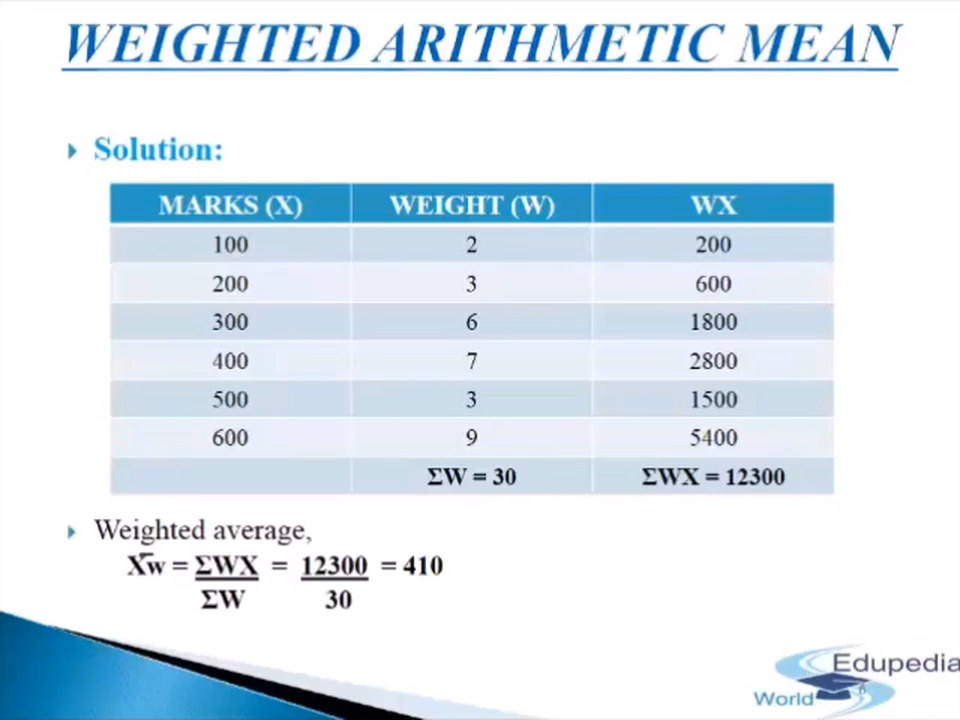 WEIGHTED ARITHMETIC MEAN
Solution:
MARKS (X) WEIGHT (W) WX
100 2 200
200 3 600
300 6 1800
400 7 2800
500 3 1500
600 9 5400
ΣW = 30 ΣWX = 12300
Weighted average,
X̄w = ΣWX = 12300 = 410
ΣW 30
Edupedia
World